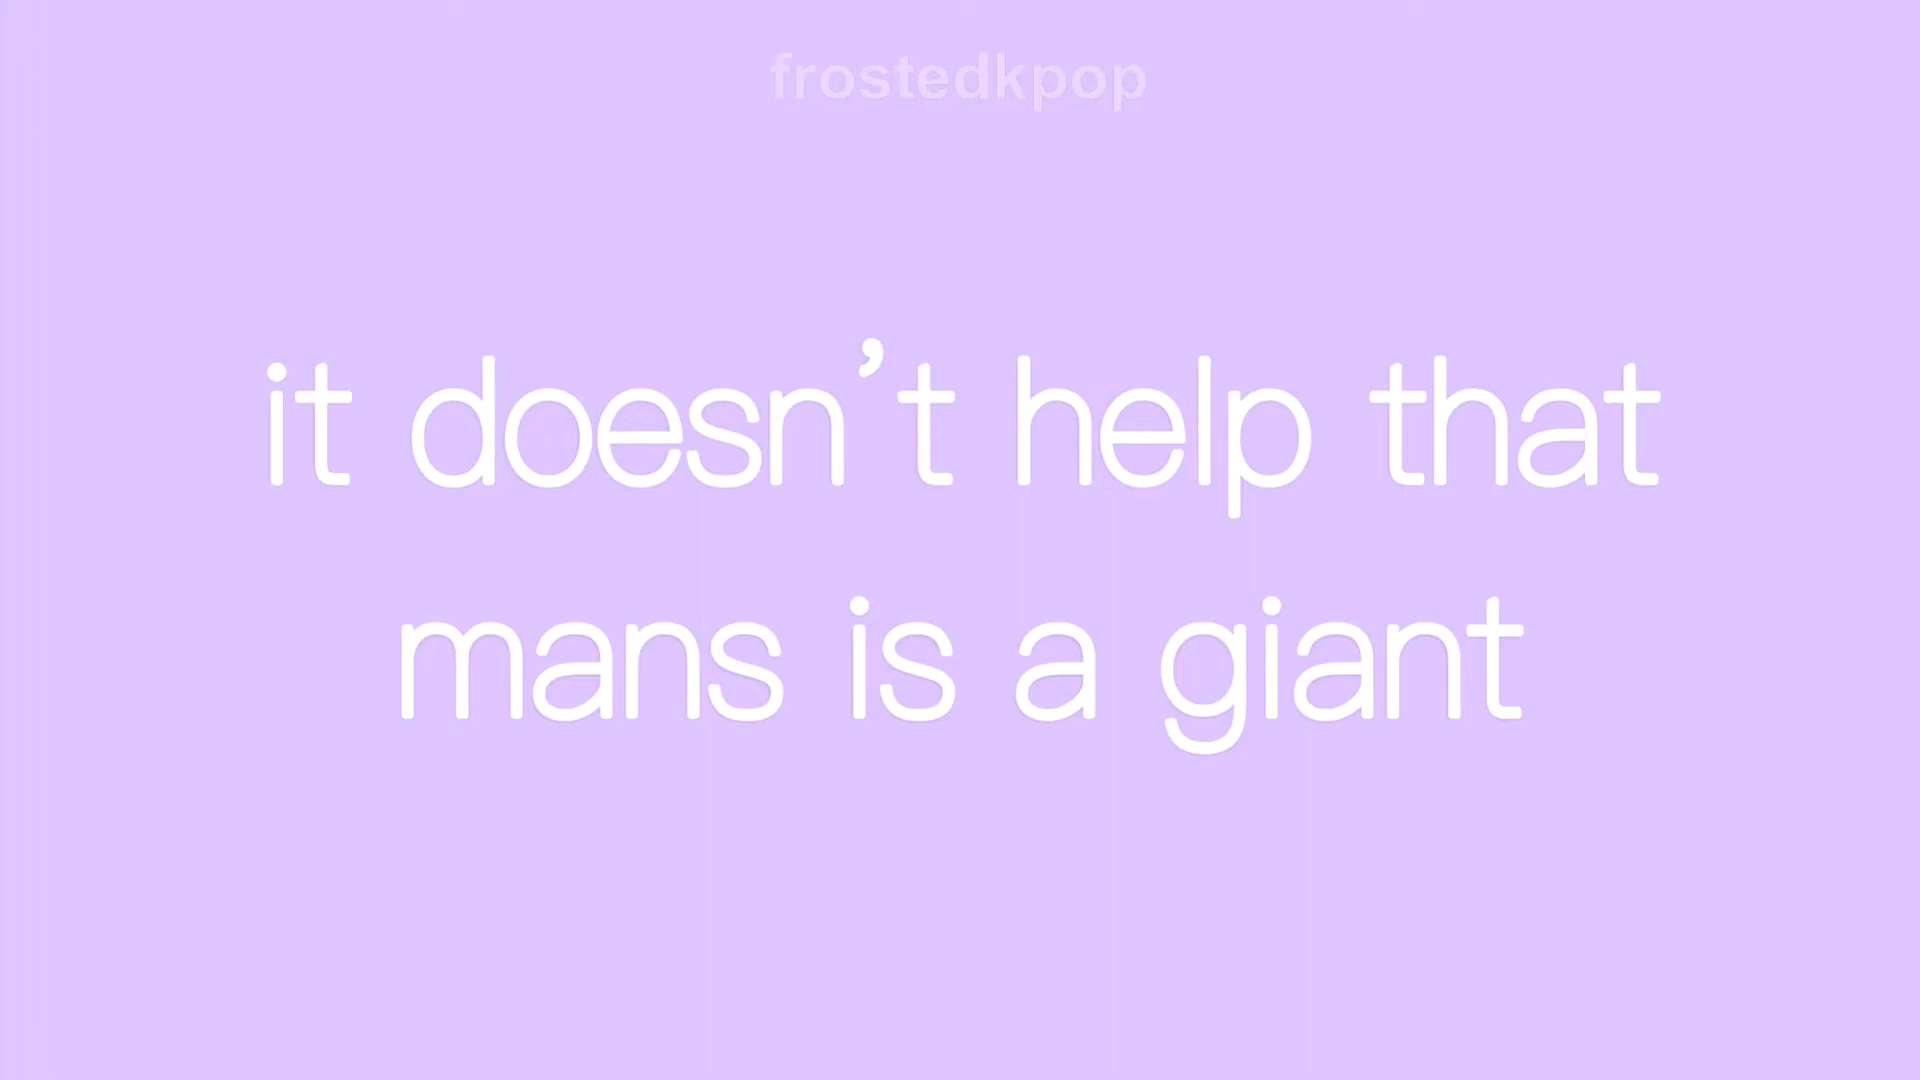 frostedkpop
it doesn’t help that
mans is a giant